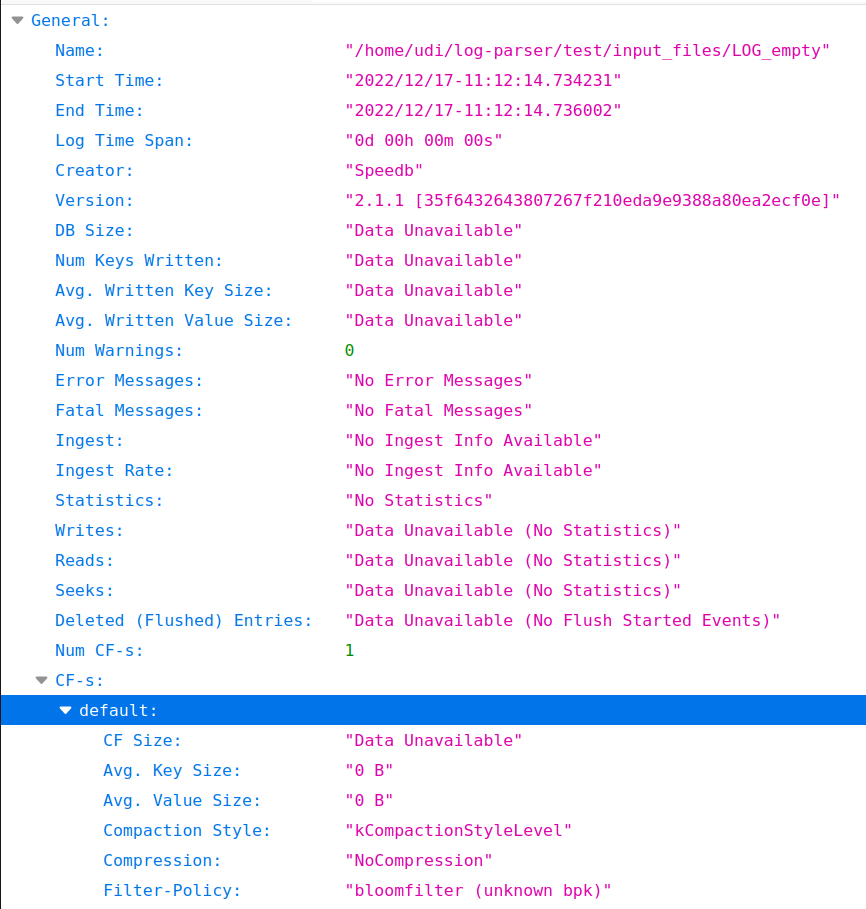 General:
Name: "/home/udi/log-parser/test/input_files/LOG_empty"
Start Time: "2022/12/17-11:12:14.734231"
End Time: "2022/12/17-11:12:14.736002"
Log Time Span: "0d 00h 00m 00s"
Creator: "Speedb"
Version: "2.1.1 [35f6432643807267f210eda9e9388a80ea2ecf0e]"
DB Size: "Data Unavailable"
Num Keys Written: "Data Unavailable"
Avg. Written Key Size: "Data Unavailable"
Avg. Written Value Size: "Data Unavailable"
Num Warnings: 0
Error Messages: "No Error Messages"
Fatal Messages: "No Fatal Messages"
Ingest: "No Ingest Info Available"
Ingest Rate: "No Ingest Info Available"
Statistics: "No Statistics"
Writes: "Data Unavailable (No Statistics)"
Reads: "Data Unavailable (No Statistics)"
Seeks: "Data Unavailable (No Statistics)"
Deleted (Flushed) Entries: "Data Unavailable (No Flush Started Events)"
Num CF-s: 1
CF-s:
default:
CF Size: "Data Unavailable"
Avg. Key Size: "0 B"
Avg. Value Size: "0 B"
Compaction Style: "kCompactionStyleLevel"
Compression: "NoCompression"
Filter-Policy: "bloomfilter (unknown bpk)"